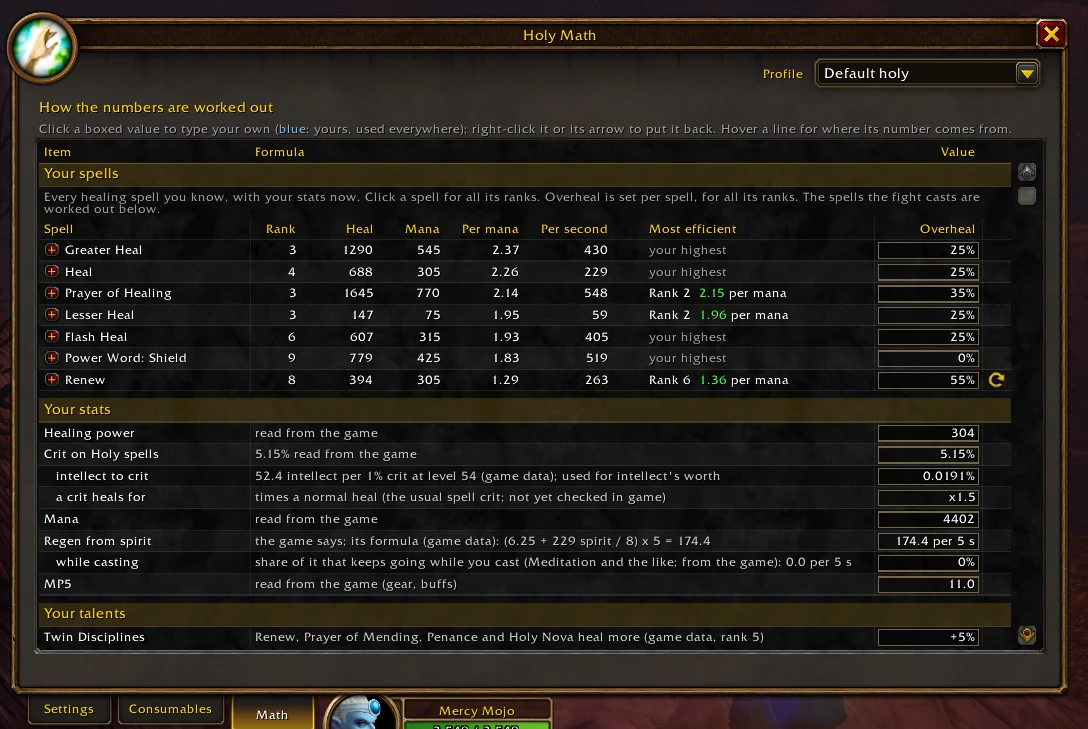 Holy Math
Profile Default holy
How the numbers are worked out
Click a boxed value to type your own (blue: yours, used everywhere); right-click it or its arrow to put it back. Hover a line for where its number comes from.
Item Formula Value
Your spells
Every healing spell you know, with your stats now. Click a spell for all its ranks. Overheal is set per spell, for all its ranks. The spells the fight casts are
worked out below.
Spell Rank Heal Mana Per mana Per second Most efficient Overheal
Greater Heal 3 1290 545 2.37 430 your highest 25%
Heal 4 688 305 2.26 229 your highest 25%
Prayer of Healing 3 1645 770 2.14 548 Rank 2 2.15 per mana 35%
Lesser Heal 3 147 75 1.95 59 Rank 2 1.96 per mana 25%
Flash Heal 6 607 315 1.93 405 your highest 25%
Power Word: Shield 9 779 425 1.83 519 your highest 0%
Renew 8 394 305 1.29 263 Rank 6 1.36 per mana 55%
Your stats
Healing power read from the game 304
Crit on Holy spells 5.15% read from the game 5.15%
intellect to crit 52.4 intellect per 1% crit at level 54 (game data); used for intellect's worth 0.0191%
a crit heals for times a normal heal (the usual spell crit; not yet checked in game) x1.5
Mana read from the game 4402
Regen from spirit the game says; its formula (game data): (6.25 + 229 spirit / 8) x 5 = 174.4 174.4 per 5 s
while casting share of it that keeps going while you cast (Meditation and the like; from the game): 0.0 per 5 s 0%
MP5 read from the game (gear, buffs) 11.0
Your talents
Twin Disciplines Renew, Prayer of Mending, Penance and Holy Nova heal more (game data, rank 5) +5%
Settings Consumables Math Mercy Mojo